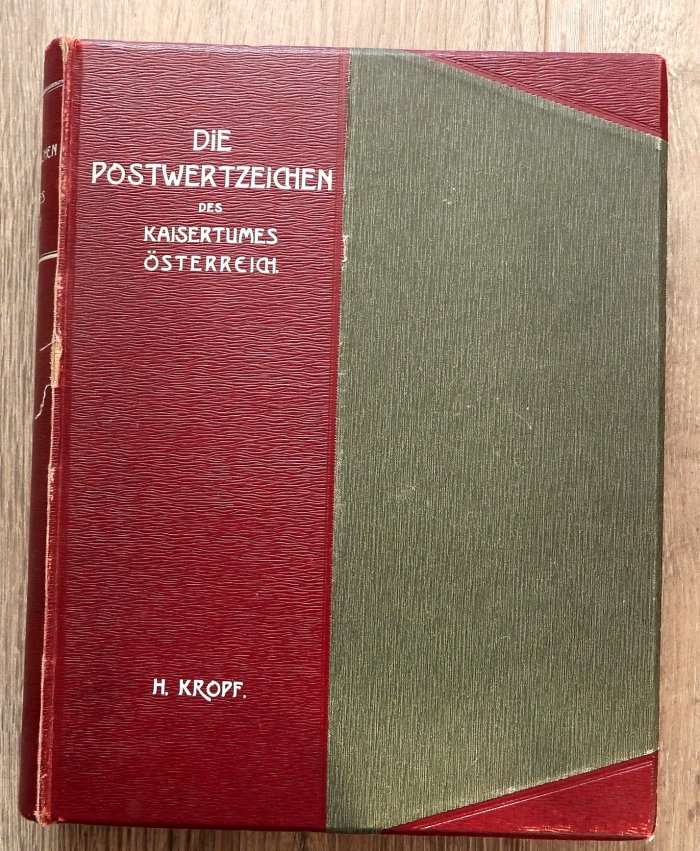 DIE
POSTWERTZEICHEN
DES
KAISERTUMES
ÖSTERREICH.
H. KROPF.